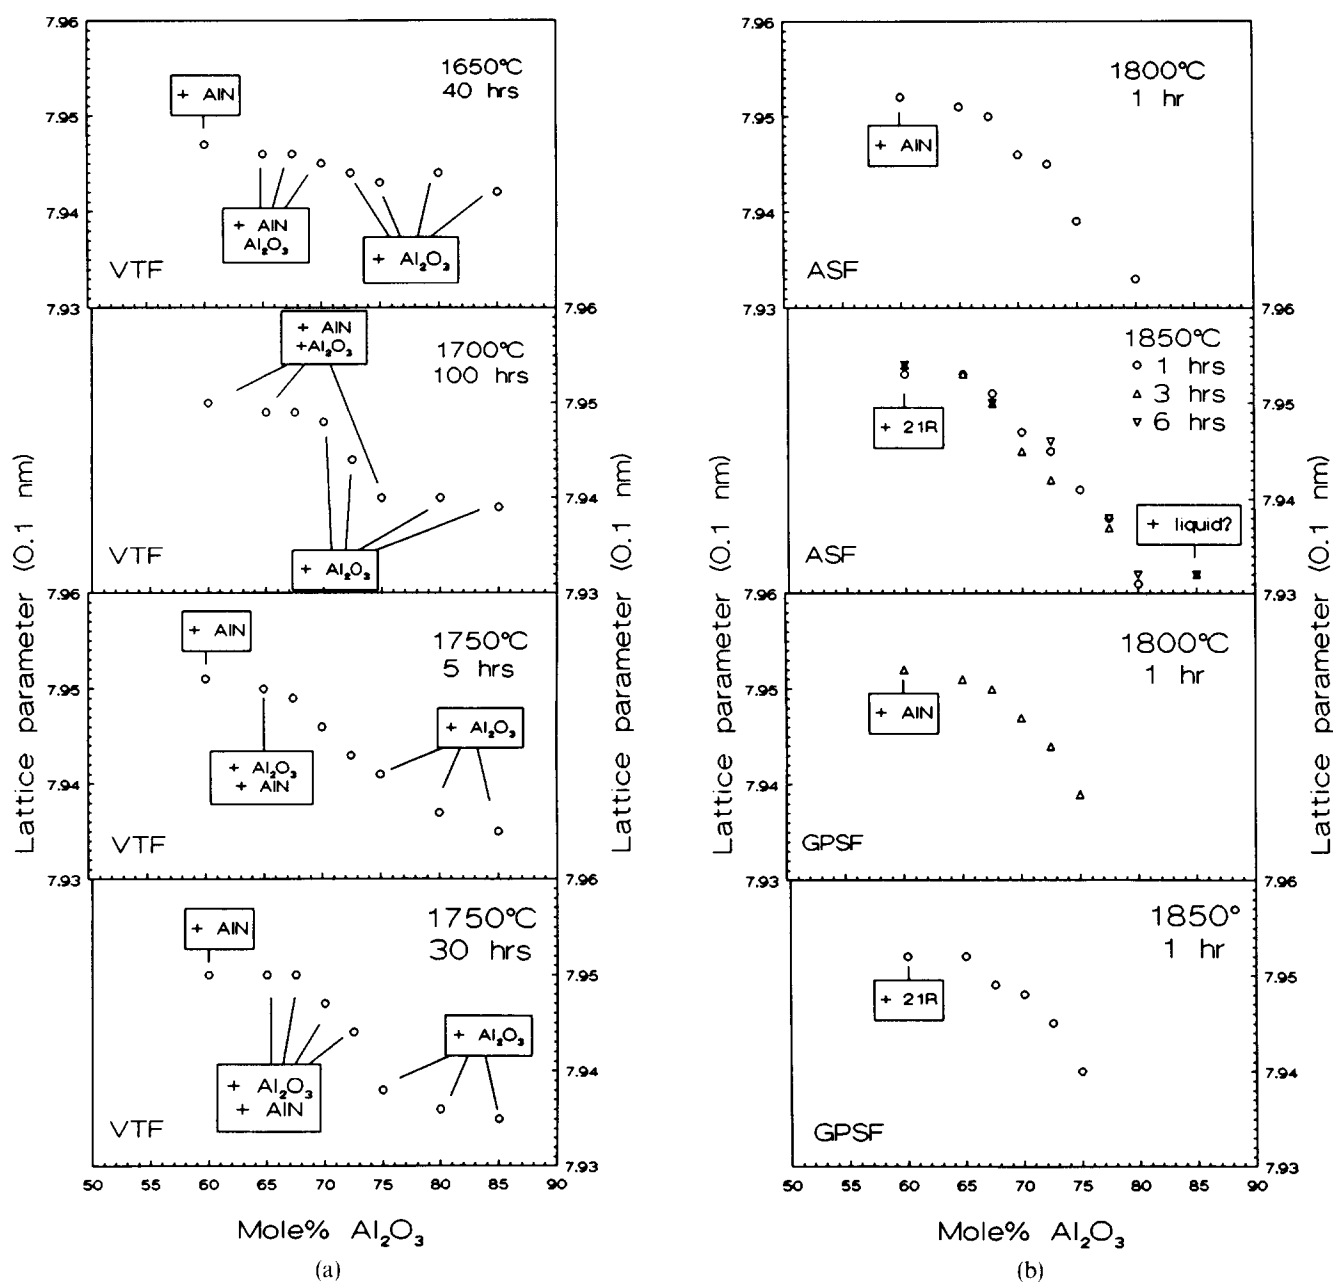 7.96
1650°C
40 hrs
+ AlN
7.95
+ AlN
Al₂O₃
7.94
+ Al₂O₃
VTF
7.93
7.96
+ AlN
+Al₂O₃
1700°C
100 hrs
7.95
7.94
+ Al₂O₃
VTF
7.96
7.93
+ AlN
1750°C
5 hrs
7.95
+ Al₂O₃
+ Al₂O₃
+ AlN
7.94
VTF
7.93
7.96
+ AlN
1750°C
30 hrs
7.95
+ Al₂O₃
7.94
+ Al₂O₃
+ AlN
VTF
7.93
50 55 60 65 70 75 80 85 90
Mole% Al₂O₃
(a)
Lattice parameter (0.1 nm)
Lattice parameter (0.1 nm)
7.96
1800°C
1 hr
7.95
+ AlN
7.94
ASF
7.93
7.96
1850°C
1 hrs
3 hrs
6 hrs
7.95
+ 21R
7.94
+ liquid?
ASF
7.96
7.93
1800°C
1 hr
7.95
+ AlN
7.94
GPSF
7.93
7.96
1850°
1 hr
7.95
+ 21R
7.94
GPSF
7.93
50 55 60 65 70 75 80 85 90
Mole% Al₂O₃
(b)
Lattice parameter (0.1 nm)
Lattice parameter (0.1 nm)